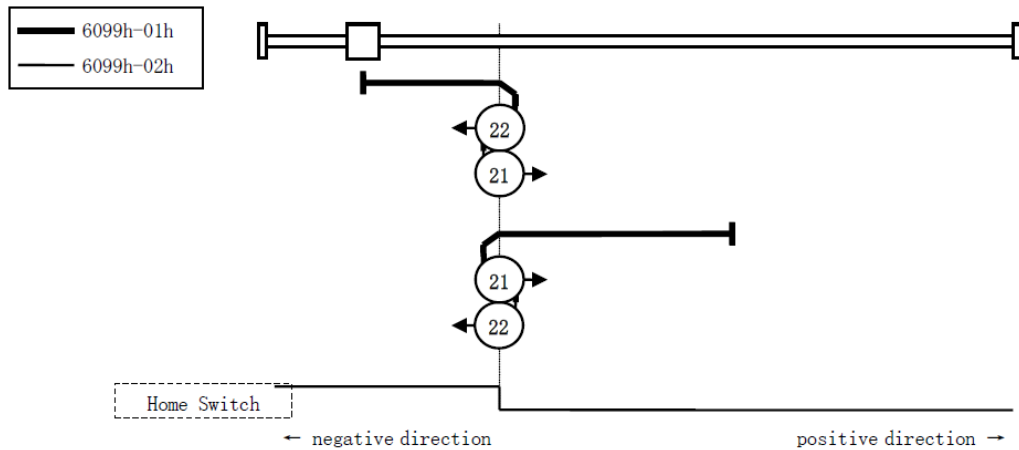 6099h-01h
6099h-02h
22
21
21
22
Home Switch
← negative direction
positive direction →